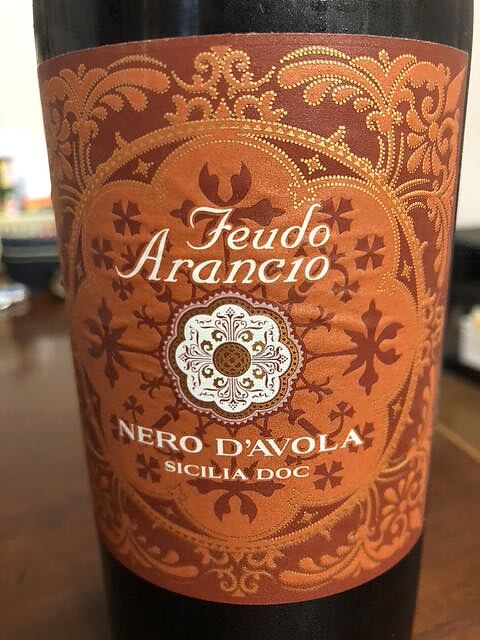 Feudo
Arancio
NERO D'AVOLA
SICILIA DOC